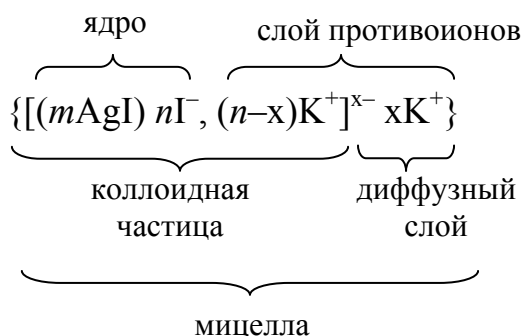 ядро
слой противоионов
{[(mAgI) nI⁻, (n–x)K⁺]ˣ⁻ xK⁺}
коллоидная
частица
диффузный
слой
мицелла